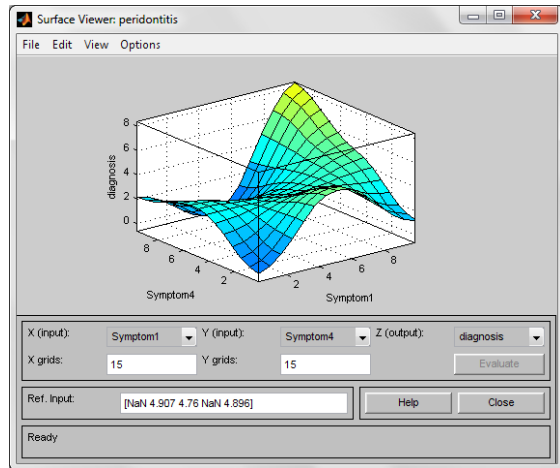 Surface Viewer: peridontitis
File Edit View Options
8
6
4
2
0
diagnosis
8
6
4
2
Symptom4
2
4
6
8
Symptom1
X (input): Symptom1 Y (input): Symptom4 Z (output): diagnosis
X grids: 15 Y grids: 15 Evaluate
Ref. Input: [NaN 4.907 4.76 NaN 4.896] Help Close
Ready